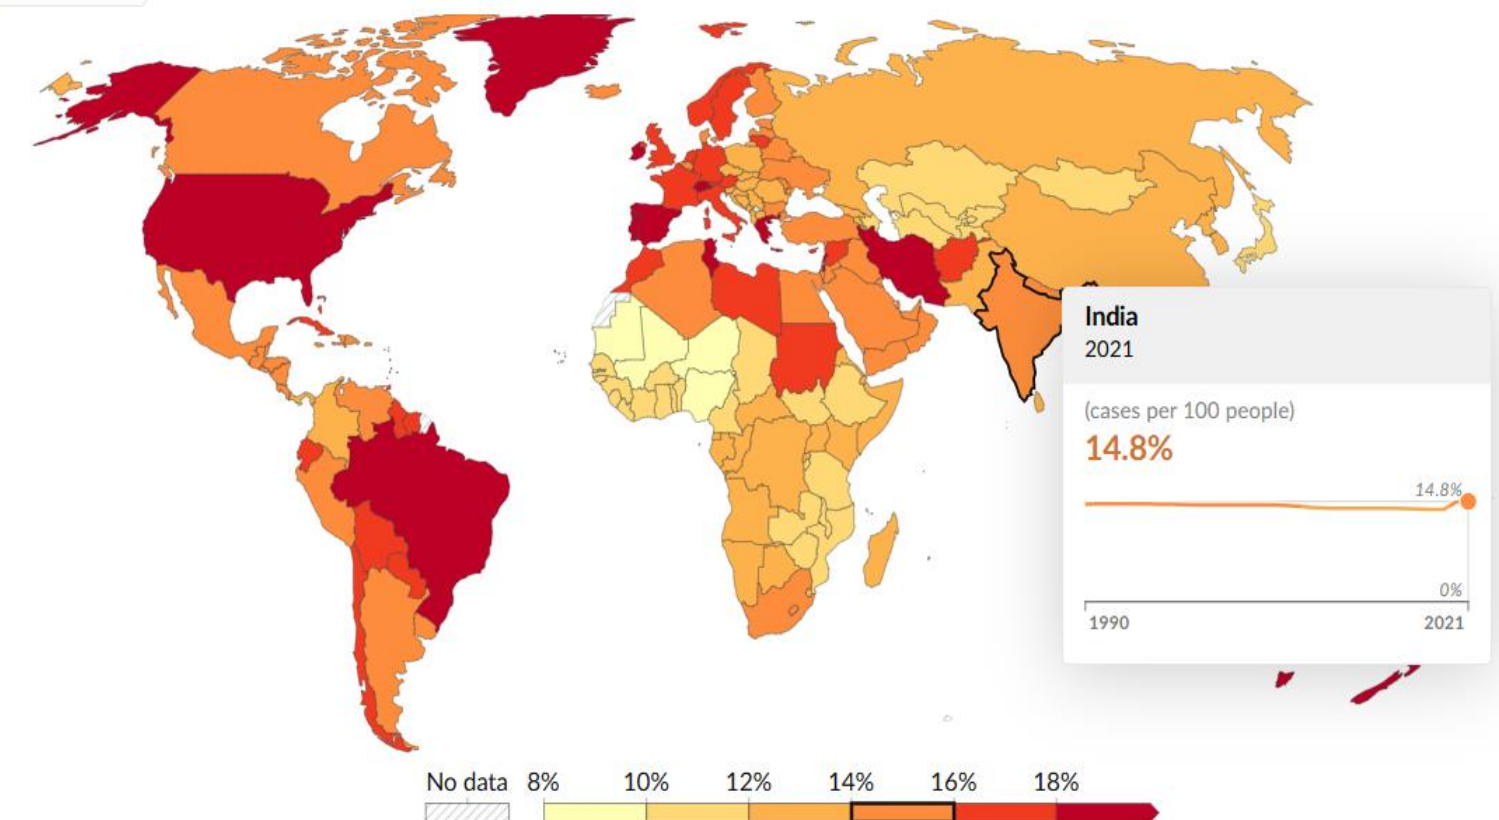 India
2021
(cases per 100 people)
14.8%
14.8%
0%
1990 2021
No data 8% 10% 12% 14% 16% 18%